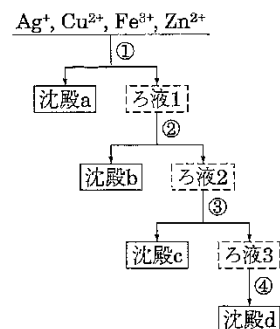 Ag⁺, Cu²⁺, Fe³⁺, Zn²⁺
①
沈殿a
ろ液1
②
沈殿b
ろ液2
③
沈殿c
ろ液3
④
沈殿d